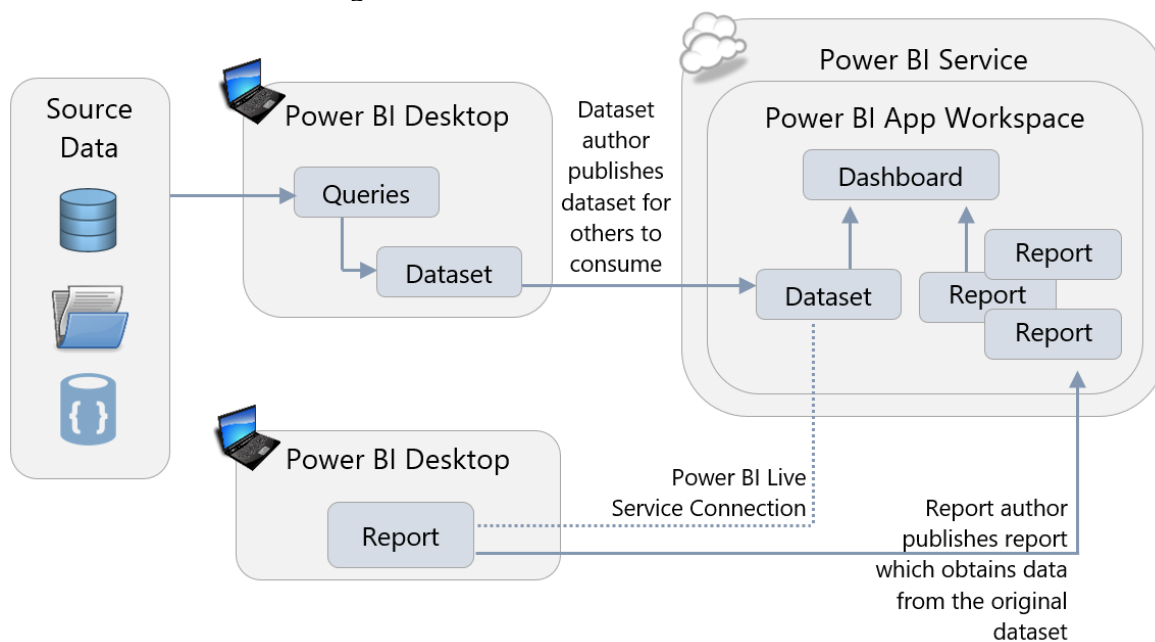 Source
Data
Power BI Desktop
Queries
Dataset
Dataset
author
publishes
dataset for
others to
consume
Power BI Service
Power BI App Workspace
Dashboard
Dataset
Report
Report
Report
{ }
Power BI Desktop
Report
Power BI Live
Service Connection
Report author
publishes report
which obtains data
from the original
dataset